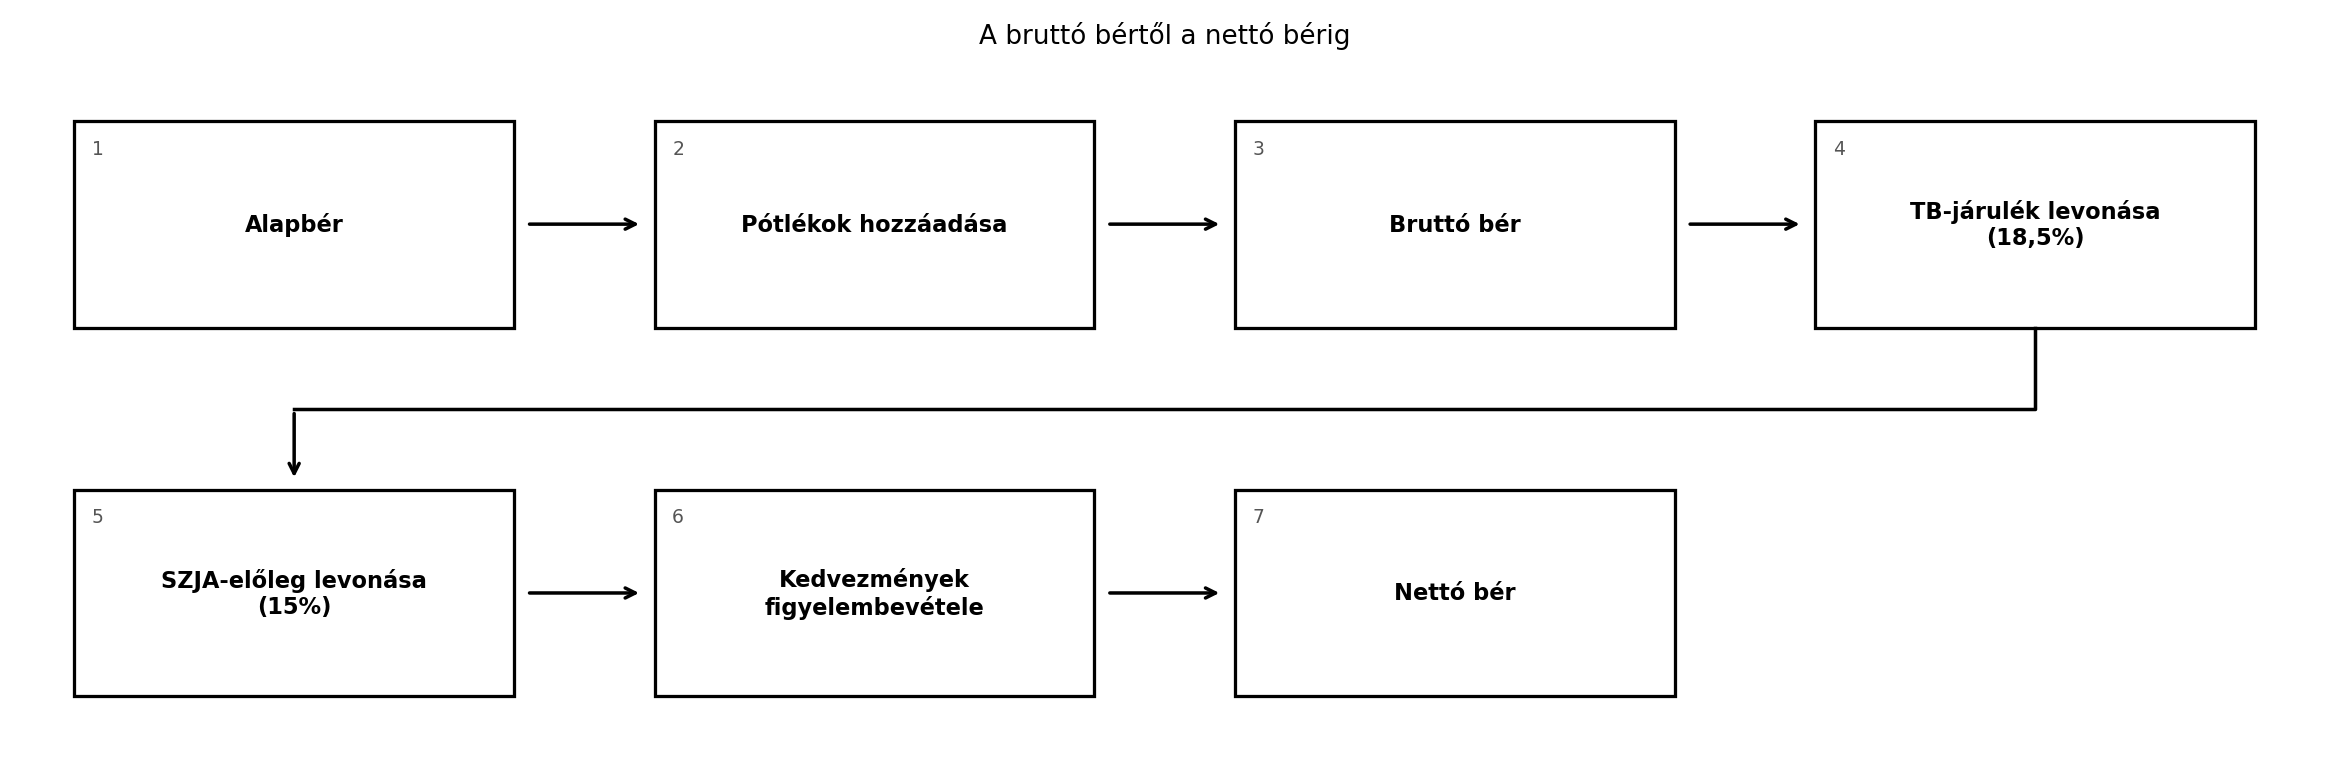 A bruttó bértől a nettó bérig
1
Alapbér
2
Pótlékok hozzáadása
3
Bruttó bér
4
TB-járulék levonása
(18,5%)
5
SZJA-előleg levonása
(15%)
6
Kedvezmények
figyelembevétele
7
Nettó bér